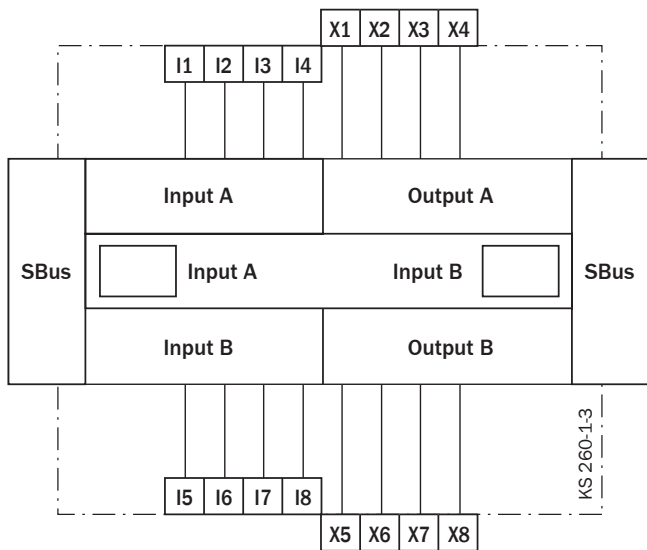 X1 X2 X3 X4
I1 I2 I3 I4
Input A Output A
SBus Input A Input B SBus
Input B Output B
KS 260-1-3
I5 I6 I7 I8
X5 X6 X7 X8